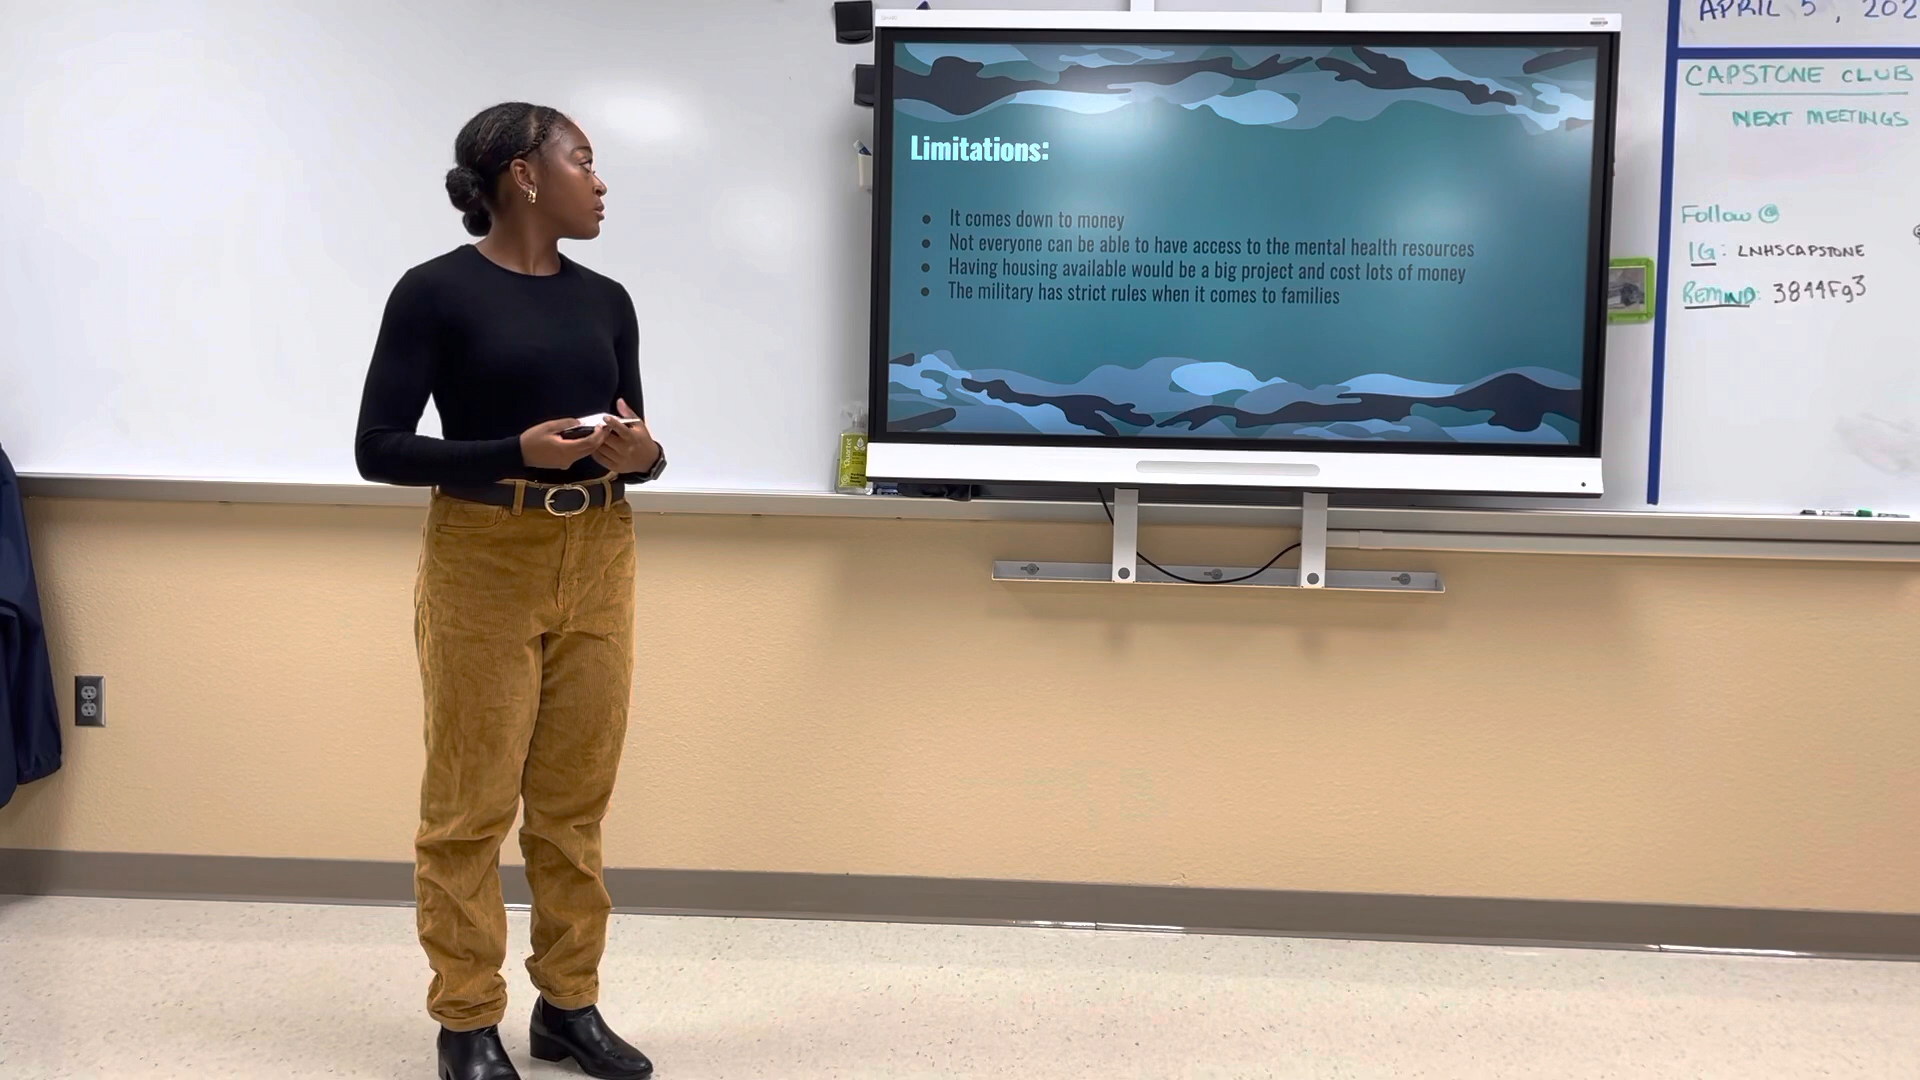 Limitations:
● It comes down to money
● Not everyone can be able to have access to the mental health resources
● Having housing available would be a big project and cost lots of money
● The military has strict rules when it comes to families
APRIL 5, 202
CAPSTONE CLUB
NEXT MEETINGS
Follow @
IG: LNHSCAPSTONE
REMIND: 3844Fg3
Quartet